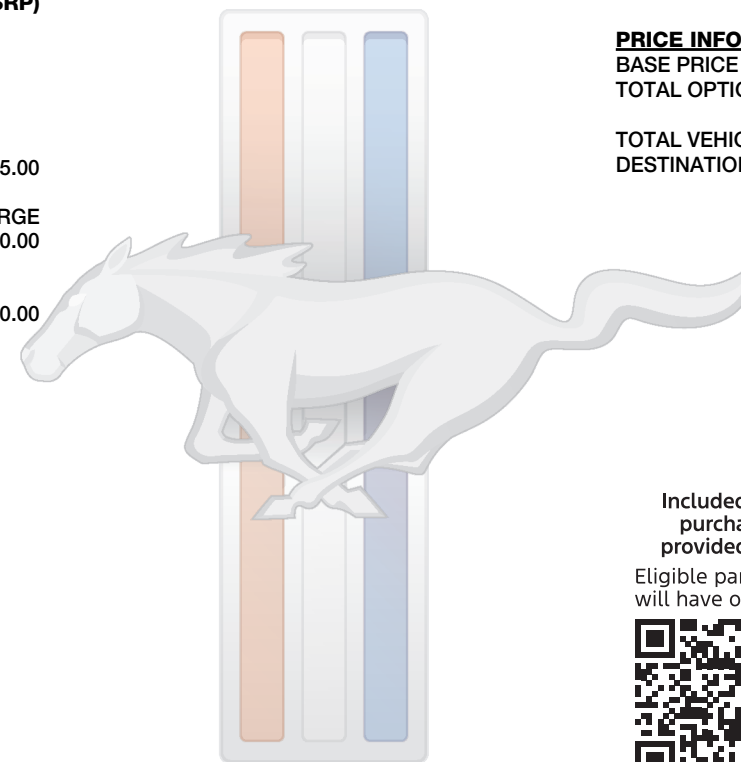 SRP)
5.00
RGE
0.00
0.00
PRICE INFO
BASE PRICE
TOTAL OPTIO
TOTAL VEHIC
DESTINATION
Included
purcha
provided
Eligible par
will have o